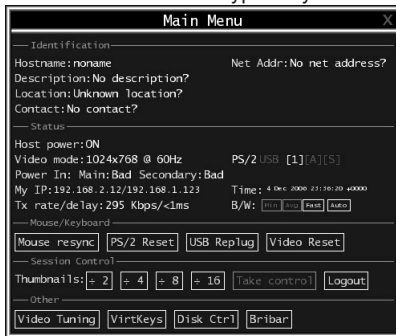 Main Menu X
Identification
Hostname:noname Net Addr:No net address?
Description:No description?
Location:Unknown location?
Contact:No contact?
Status
Host power:ON
Video mode:1024x768 @ 60Hz PS/2 USB [1][A][S]
Power In: Main:Bad Secondary:Bad
My IP:192.168.2.12/192.168.1.123 Time: 4 Dec 2006 23:36:20 +0000
Tx rate/delay:295 Kbps/<1ms B/W: Min Avg Fast Auto
Mouse/Keyboard
Mouse resync PS/2 Reset USB Replug Video Reset
Session Control
Thumbnails: ÷ 2 ÷ 4 ÷ 8 ÷ 16 Take control Logout
Other
Video Tuning VirtKeys Disk Ctrl Bribar